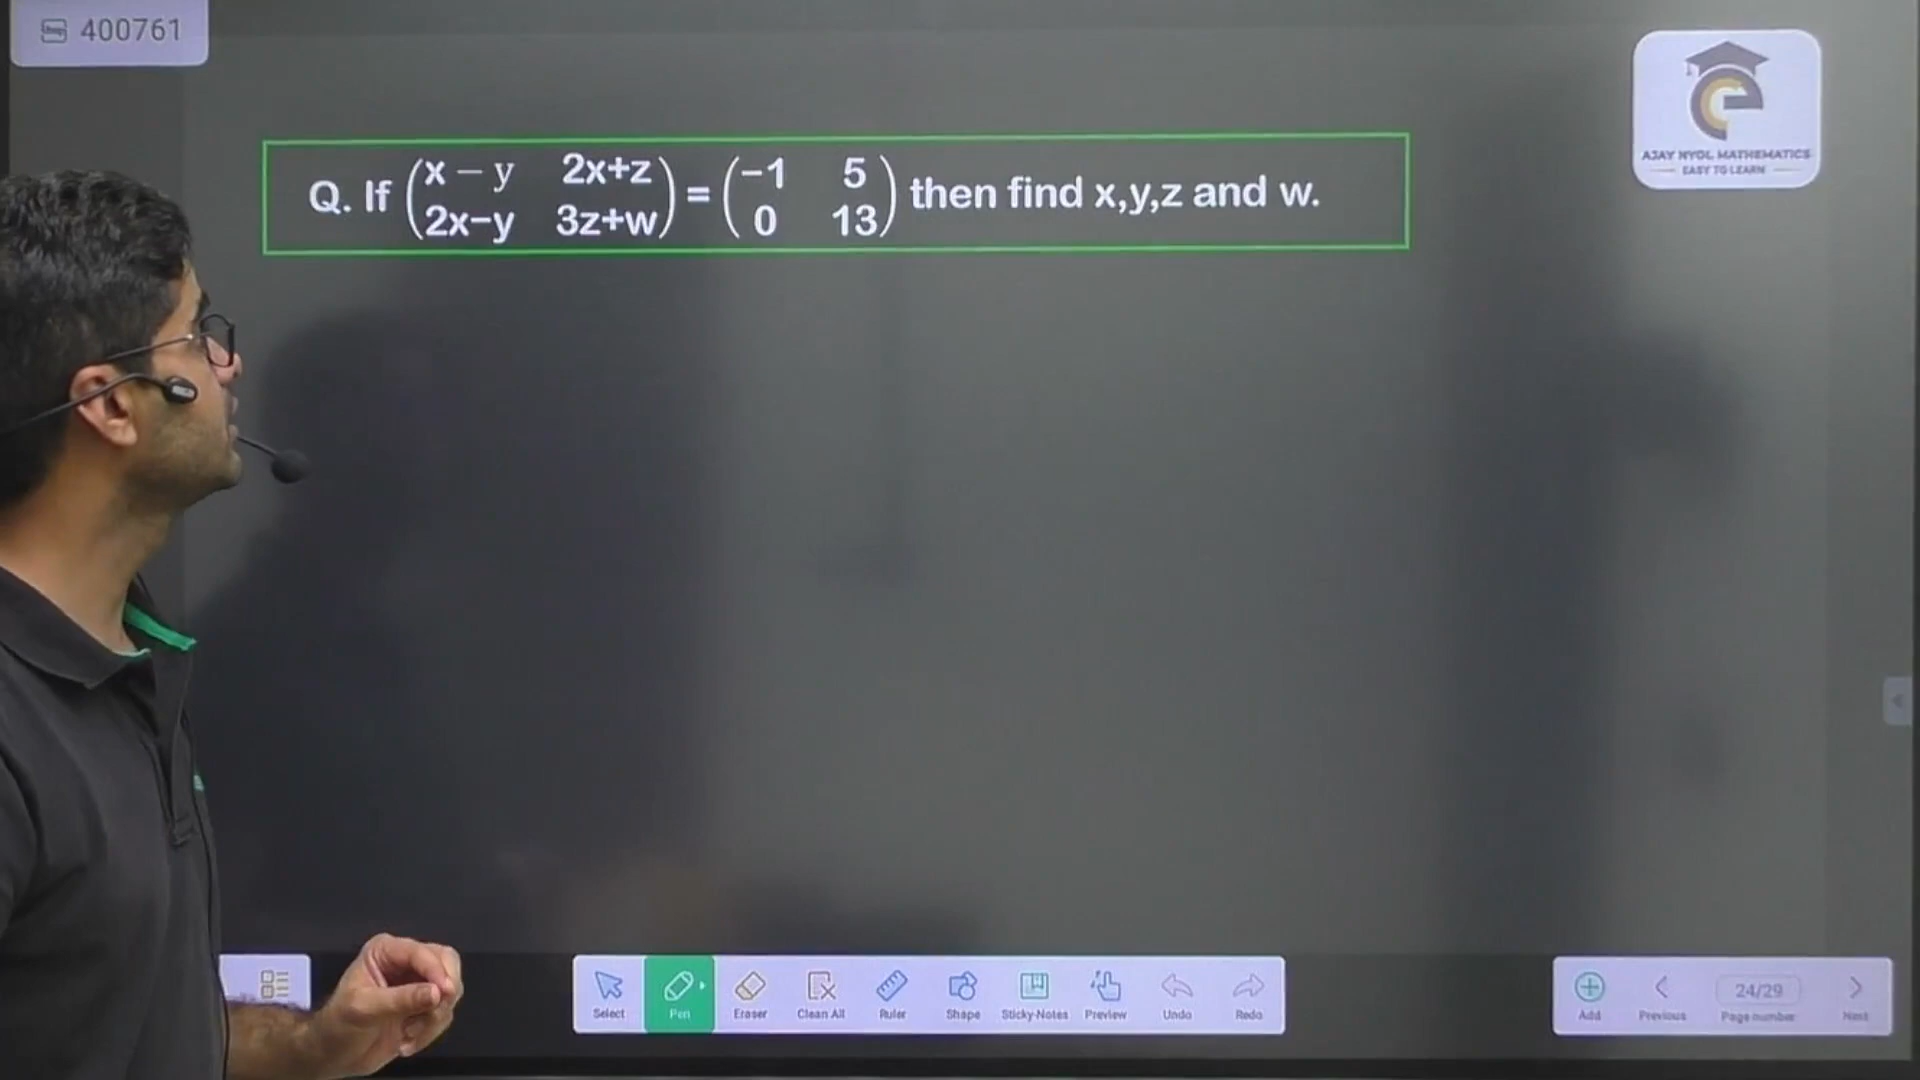 400761
AJAY NYOL MATHEMATICS
EASY TO LEARN
Q. If (x − y 2x+z) = (−1 5) then find x,y,z and w.
(2x−y 3z+w) (0 13)
Select Pen Eraser Clean All Ruler Shape Sticky-Notes Preview Undo Redo
Add Previous 24/29 Page number Next